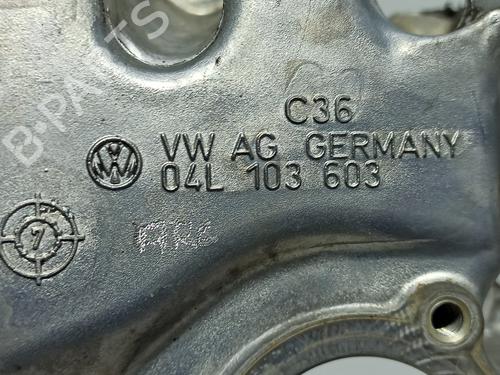 B-PARTS
C36
VW AG GERMANY
04L 103 603
7